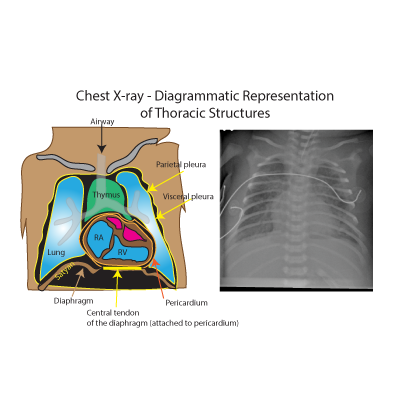 Chest X-ray - Diagrammatic Representation
of Thoracic Structures
Airway
Parietal pleura
Thymus
Visceral pleura
RA
RV
Lung
Diaphragm
Pericardium
Central tendon
of the diaphragm (attached to pericardium)